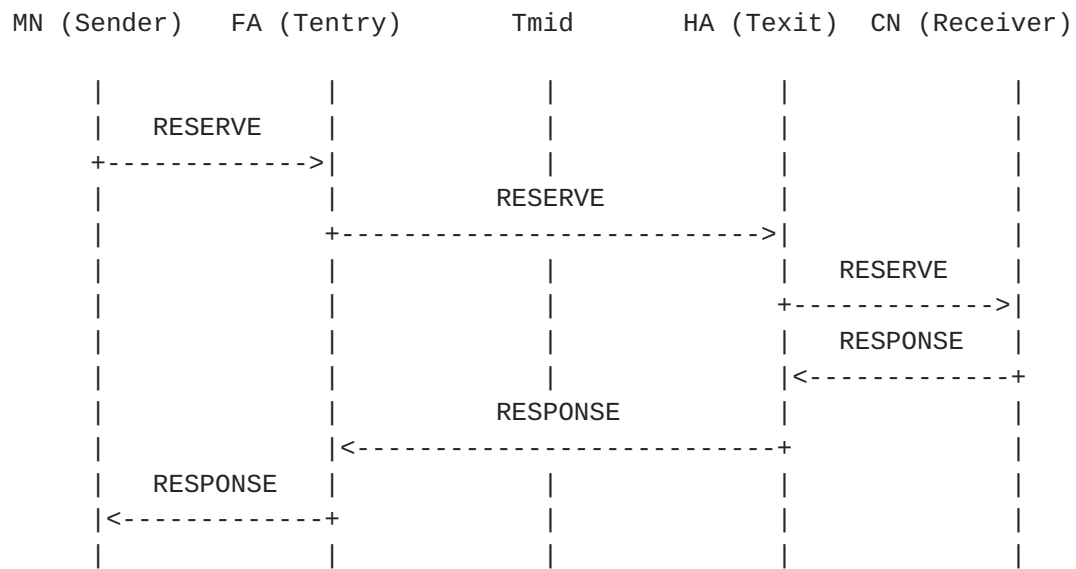 MN (Sender) FA (Tentry) Tmid HA (Texit) CN (Receiver)
RESERVE
RESERVE
RESERVE
RESPONSE
RESPONSE
RESPONSE